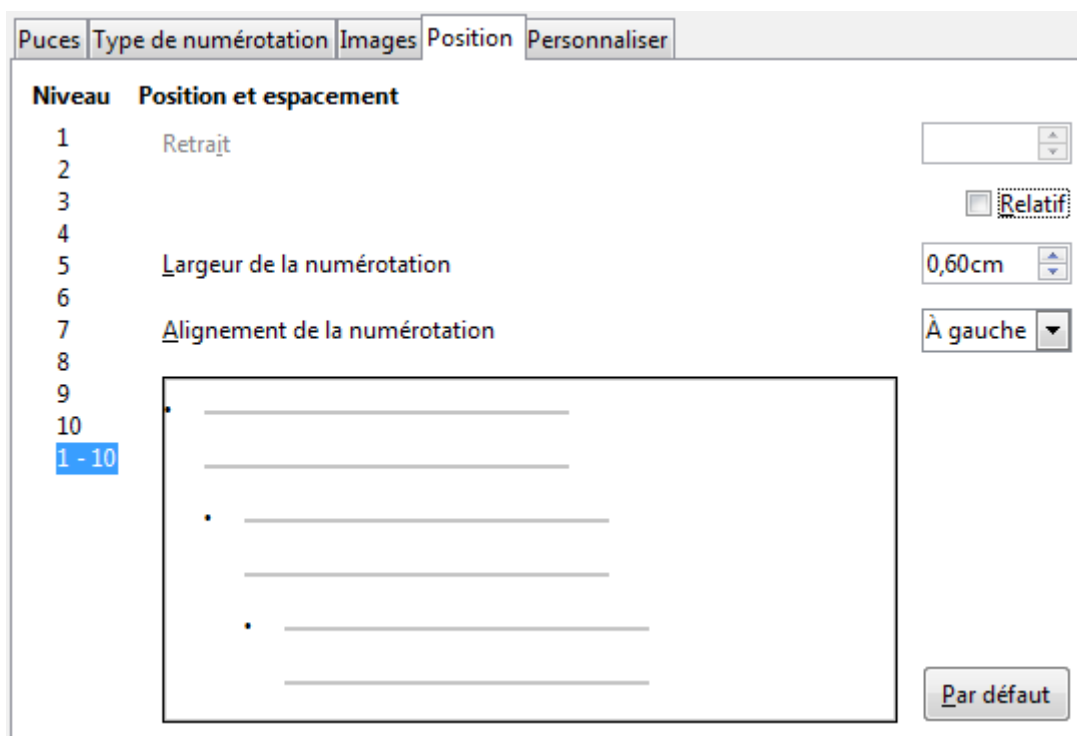 Puces Type de numérotation Images Position Personnaliser
Niveau Position et espacement
1 Retrait
2
3 Relatif
4
5 Largeur de la numérotation 0,60cm
6
7 Alignement de la numérotation À gauche
8
9
10
1 - 10
Par défaut